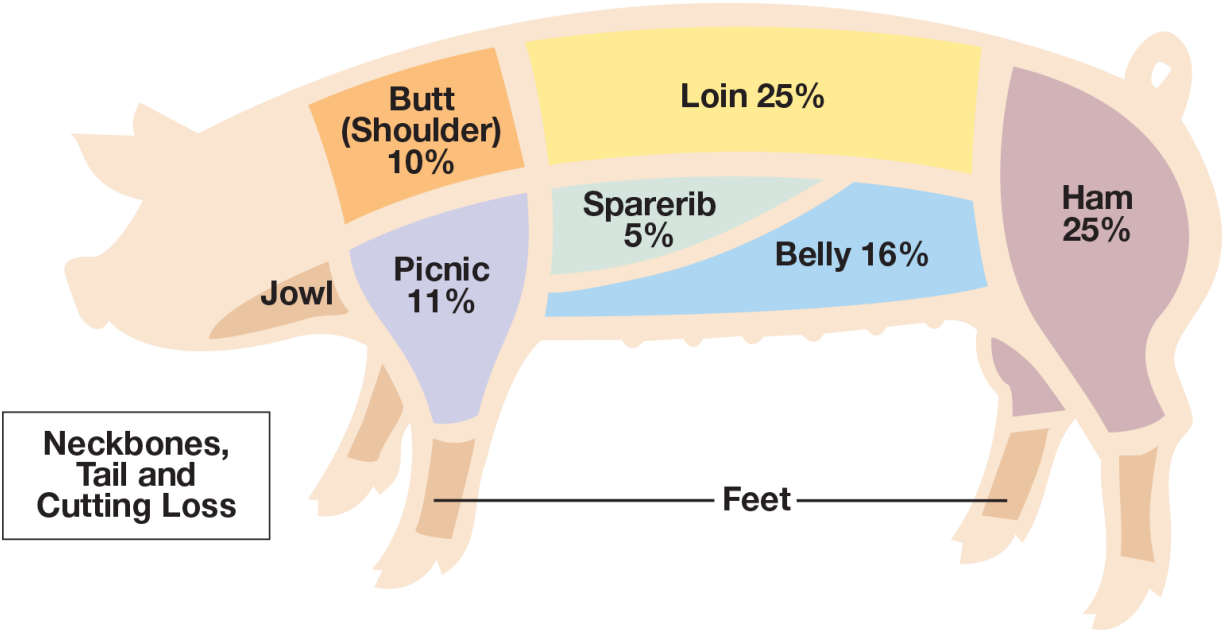 Butt
(Shoulder)
10%
Loin 25%
Sparerib
5%
Ham
25%
Belly 16%
Picnic
11%
Jowl
Neckbones,
Tail and
Cutting Loss
Feet